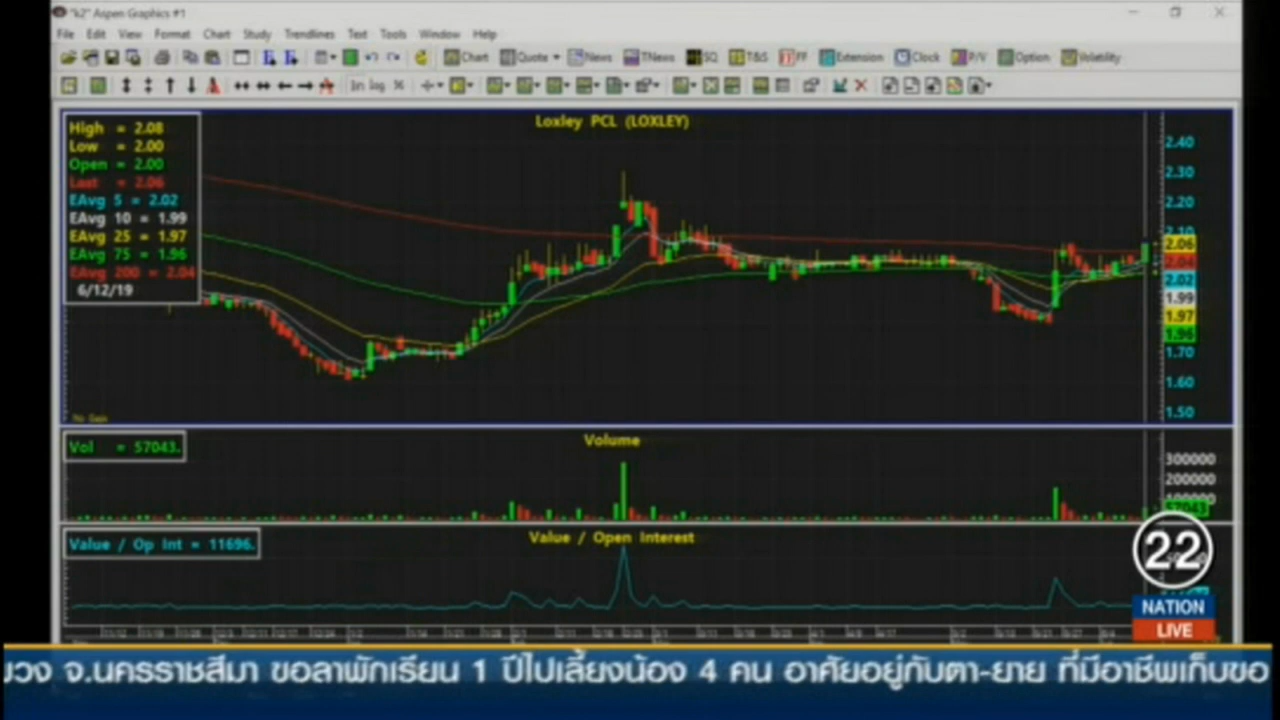 "k2" Aspen Graphics #1
File Edit View Format Chart Study Trendlines Text Tools Window Help
Chart Quote News TNews SQ T&S FF Extension Clock P/V Option Volatility
log %
Loxley PCL (LOXLEY)
High = 2.08
Low = 2.00
Open = 2.00
Last = 2.06
EAvg 5 = 2.02
EAvg 10 = 1.99
EAvg 25 = 1.97
EAvg 75 = 1.96
EAvg 200 = 2.04
6/12/19
2.40
2.30
2.20
2.10
2.06
2.04
2.02
1.99
1.97
1.96
1.70
1.60
1.50
Volume
Vol = 57043.
300000
200000
100000
57043
Value / Open Interest
Value / Op Int = 11696.
22
NATION
LIVE
บวง จ.นครราชสีมา ขอลาพักเรียน 1 ปีไปเลี้ยงน้อง 4 คน อาศัยอยู่กับตา-ยาย ที่มีอาชีพเก็บขอ